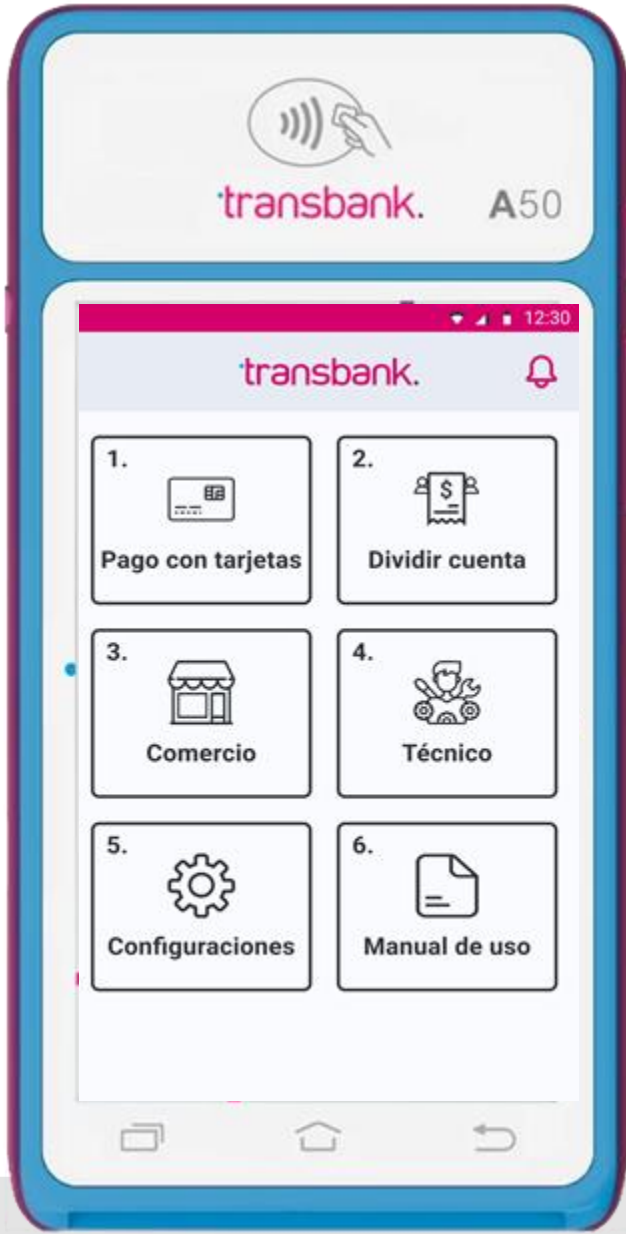 transbank.
A50
12:30
transbank.
1.
Pago con tarjetas
2.
$
Dividir cuenta
3.
Comercio
4.
Técnico
5.
Configuraciones
6.
Manual de uso